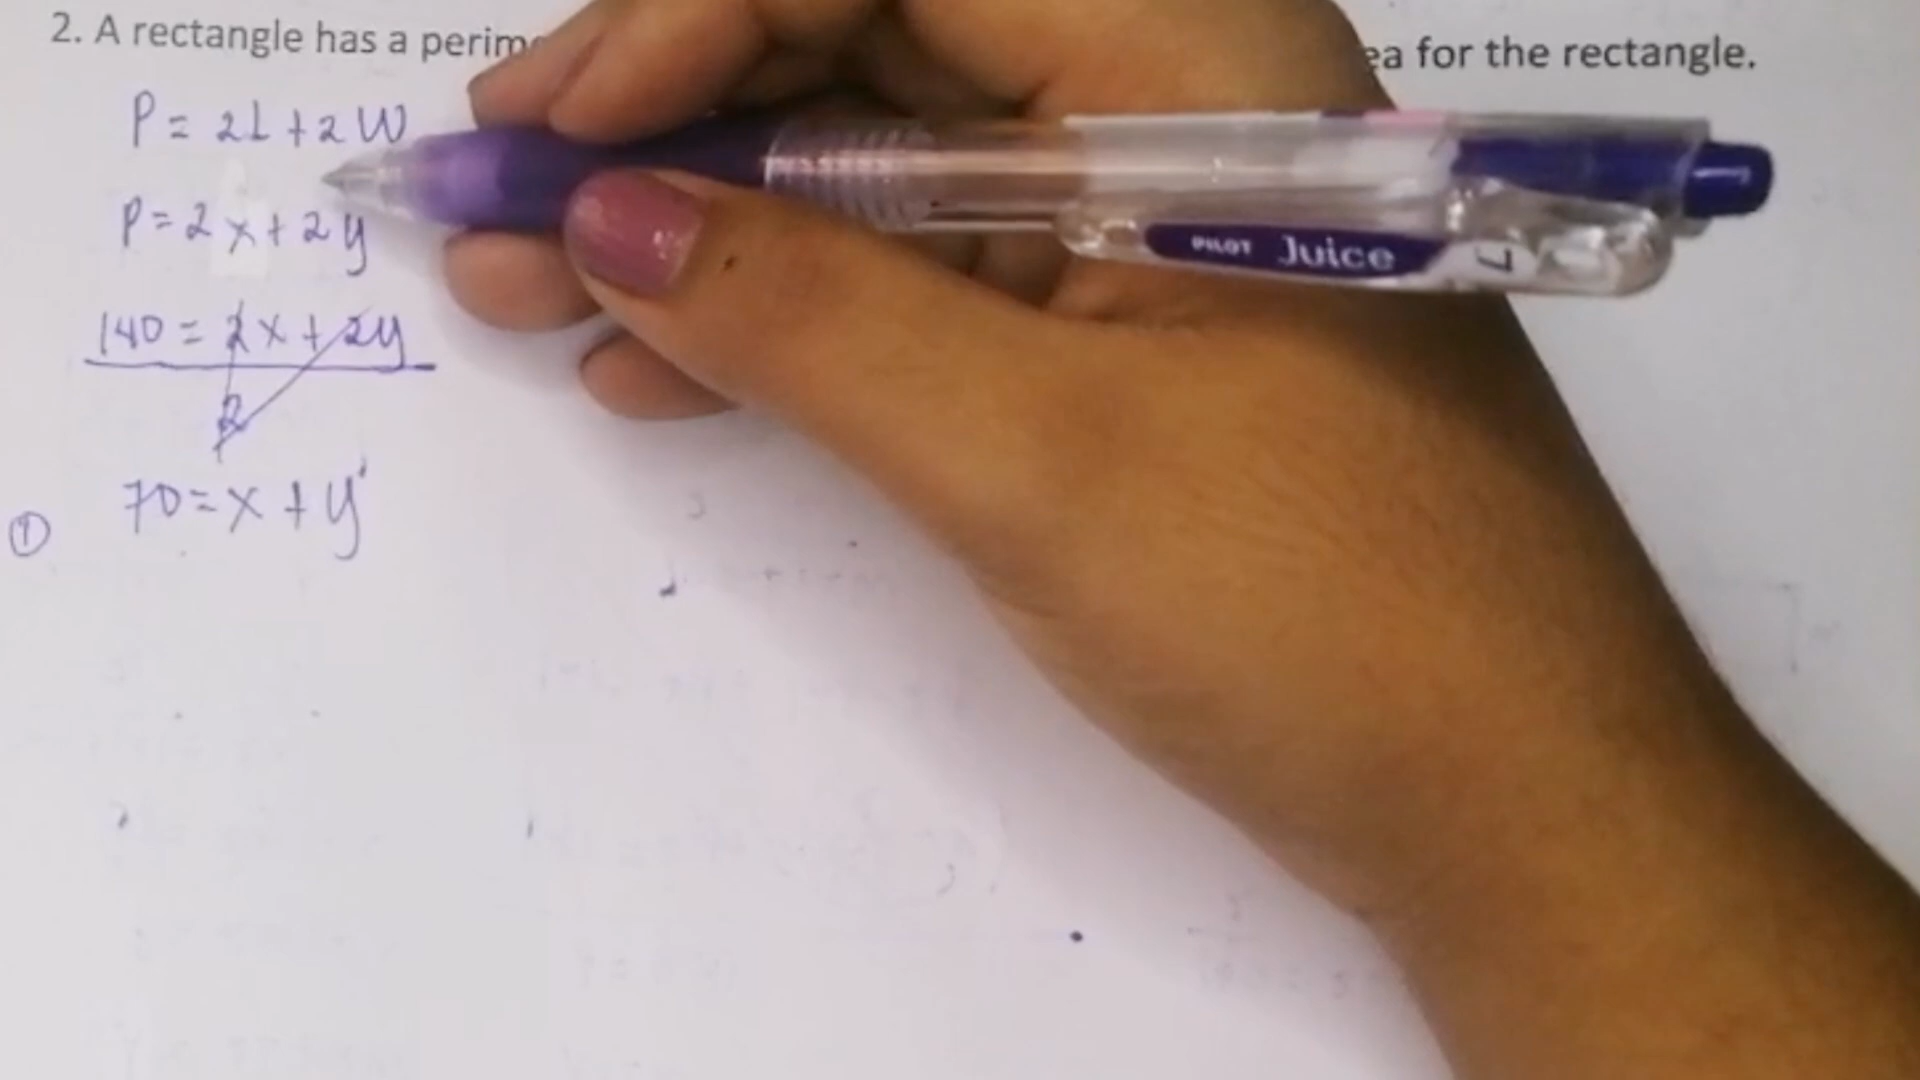 2. A rectangle has a perim ea for the rectangle.
P = 2L + 2W
P = 2x + 2y
140 = 2x + 2y
2
70 = x + y
①
PILOT Juice 7